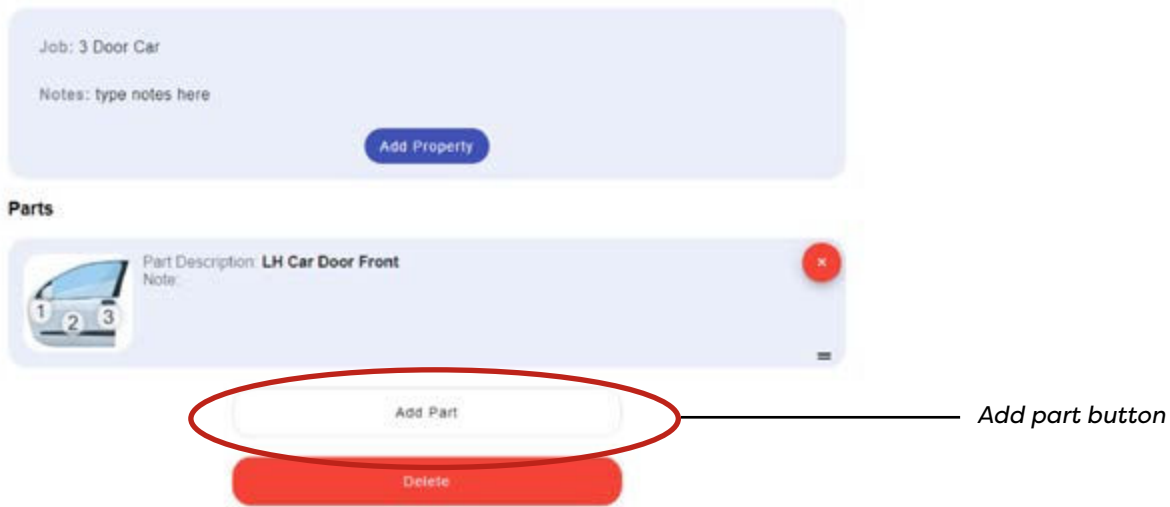 Job: 3 Door Car
Notes: type notes here
Add Property
Parts
Part Description: LH Car Door Front
Note:
1 2 3
×
Add Part
Add part button
Delete